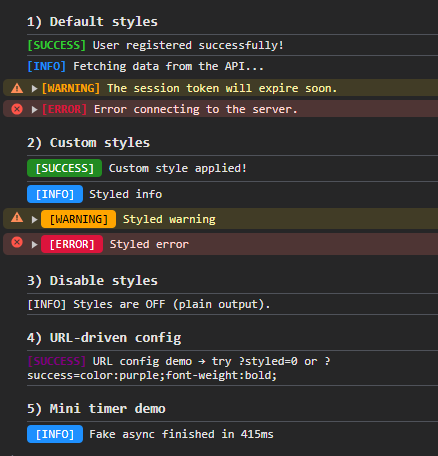 1) Default styles
[SUCCESS] User registered successfully!
[INFO] Fetching data from the API...
[WARNING] The session token will expire soon.
[ERROR] Error connecting to the server.
2) Custom styles
[SUCCESS] Custom style applied!
[INFO] Styled info
[WARNING] Styled warning
[ERROR] Styled error
3) Disable styles
[INFO] Styles are OFF (plain output).
4) URL-driven config
[SUCCESS] URL config demo → try ?styled=0 or ?
success=color:purple;font-weight:bold;
5) Mini timer demo
[INFO] Fake async finished in 415ms